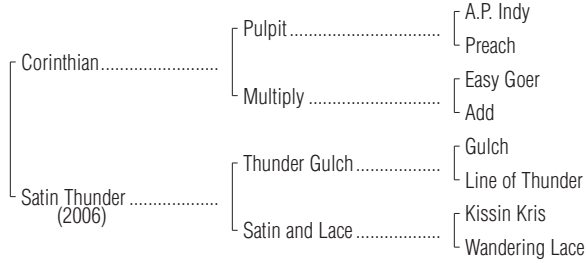 A.P. Indy
Pulpit
Preach
Corinthian
Easy Goer
Multiply
Add
Gulch
Thunder Gulch
Line of Thunder
Satin Thunder
(2006)
Kissin Kris
Satin and Lace
Wandering Lace